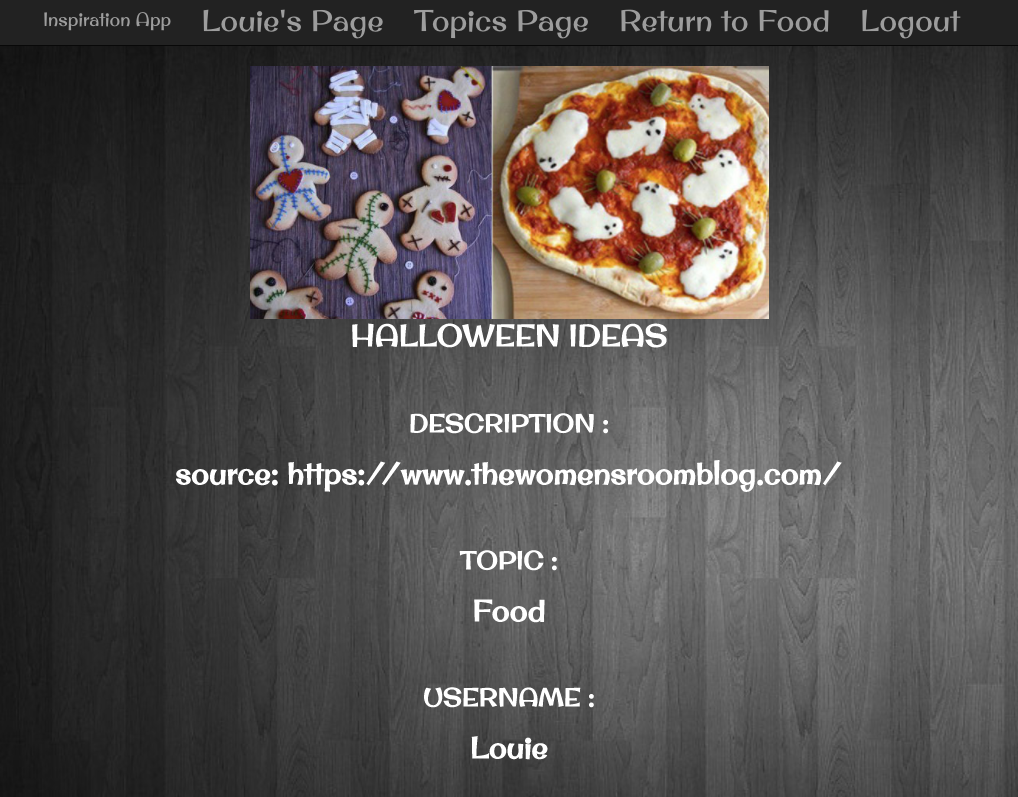 Inspiration App Louie's Page Topics Page Return to Food Logout
HALLOWEEN IDEAS
DESCRIPTION :
source: https://www.thewomensroomblog.com/
TOPIC :
Food
USERNAME :
Louie